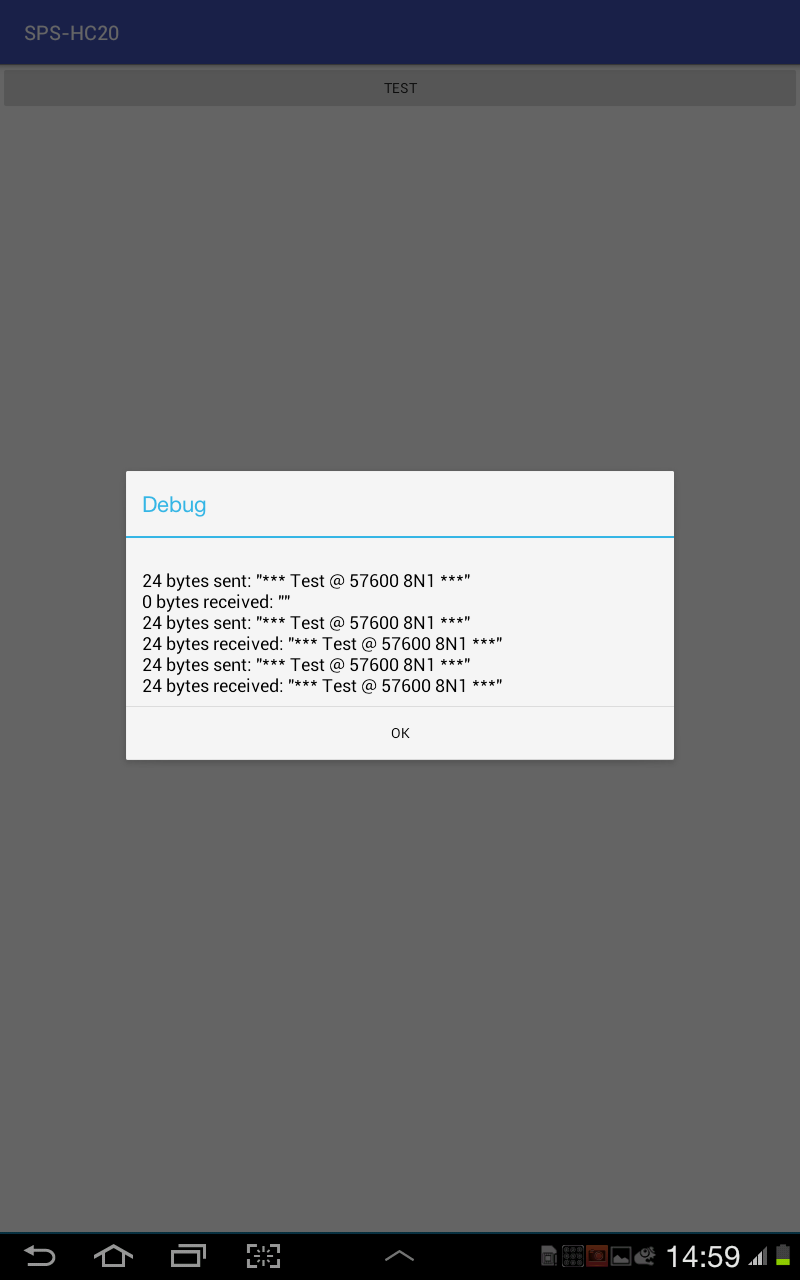 SPS-HC20
TEST
Debug
24 bytes sent: "*** Test @ 57600 8N1 ***"
0 bytes received: ""
24 bytes sent: "*** Test @ 57600 8N1 ***"
24 bytes received: "*** Test @ 57600 8N1 ***"
24 bytes sent: "*** Test @ 57600 8N1 ***"
24 bytes received: "*** Test @ 57600 8N1 ***"
OK
14:59